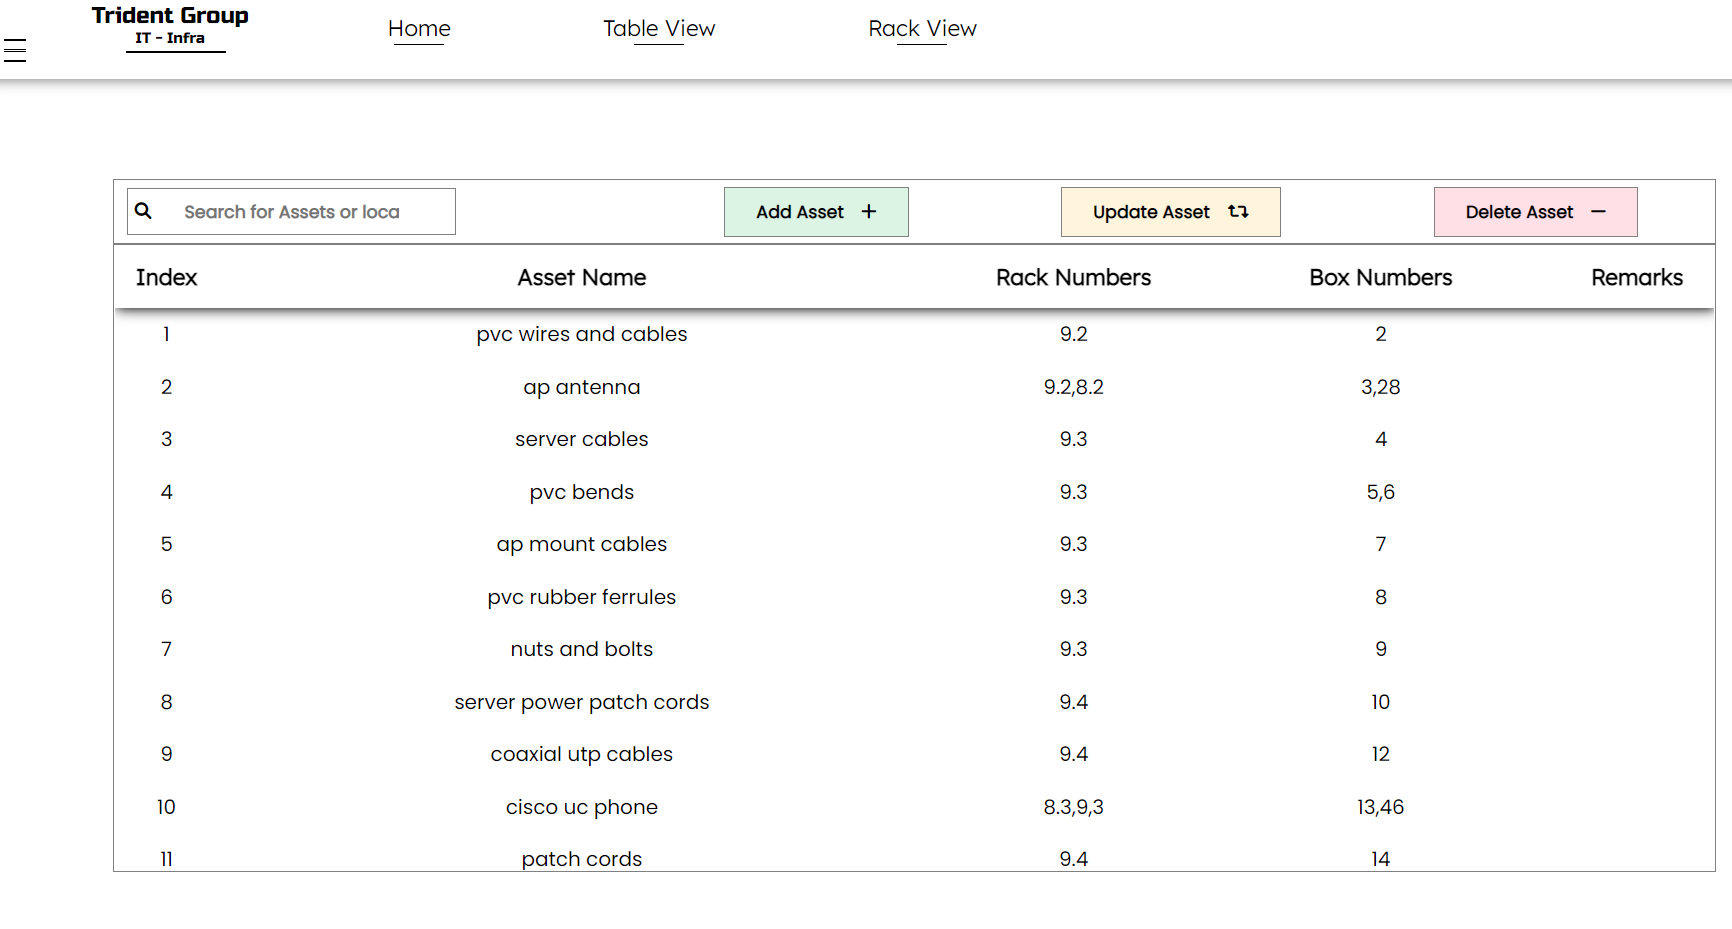 Trident Group
IT - Infra
Home Table View Rack View
Search for Assets or loca Add Asset + Update Asset Delete Asset −
Index Asset Name Rack Numbers Box Numbers Remarks
1 pvc wires and cables 9.2 2
2 ap antenna 9.2,8.2 3,28
3 server cables 9.3 4
4 pvc bends 9.3 5,6
5 ap mount cables 9.3 7
6 pvc rubber ferrules 9.3 8
7 nuts and bolts 9.3 9
8 server power patch cords 9.4 10
9 coaxial utp cables 9.4 12
10 cisco uc phone 8.3,9,3 13,46
11 patch cords 9.4 14